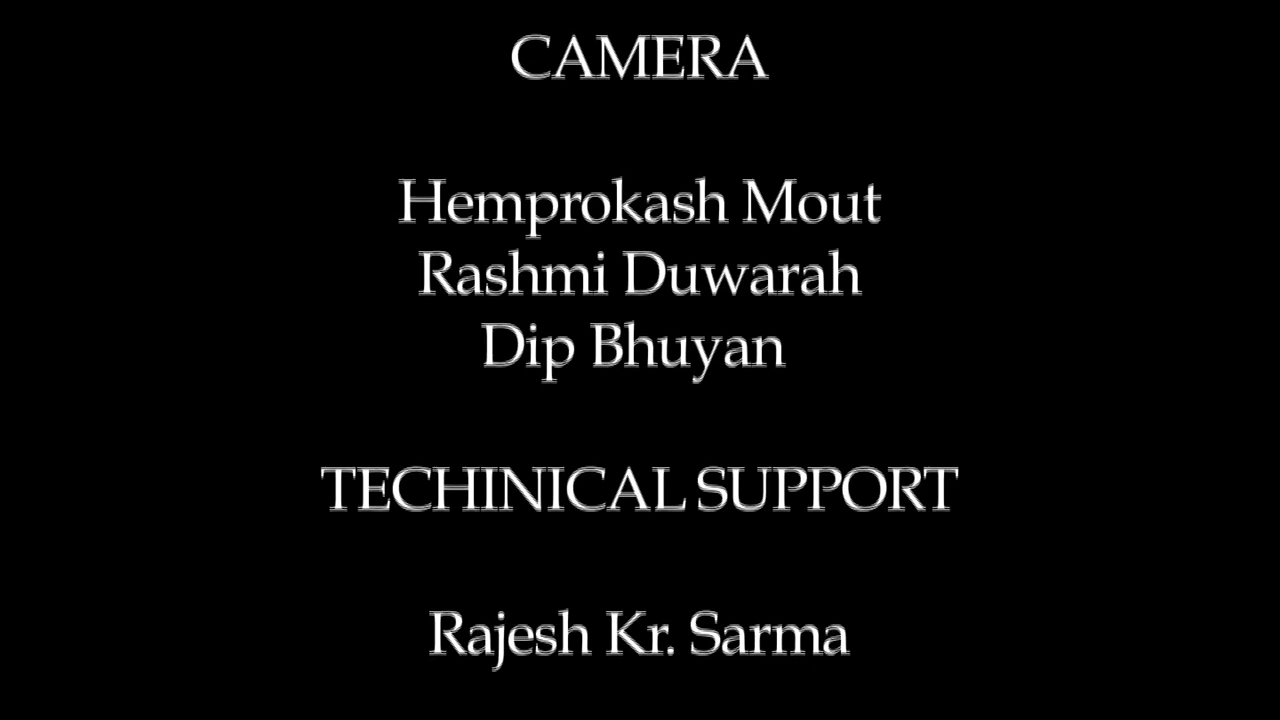 CAMERA
Hemprokash Mout
Rashmi Duwarah
Dip Bhuyan
TECHINICAL SUPPORT
Rajesh Kr. Sarma